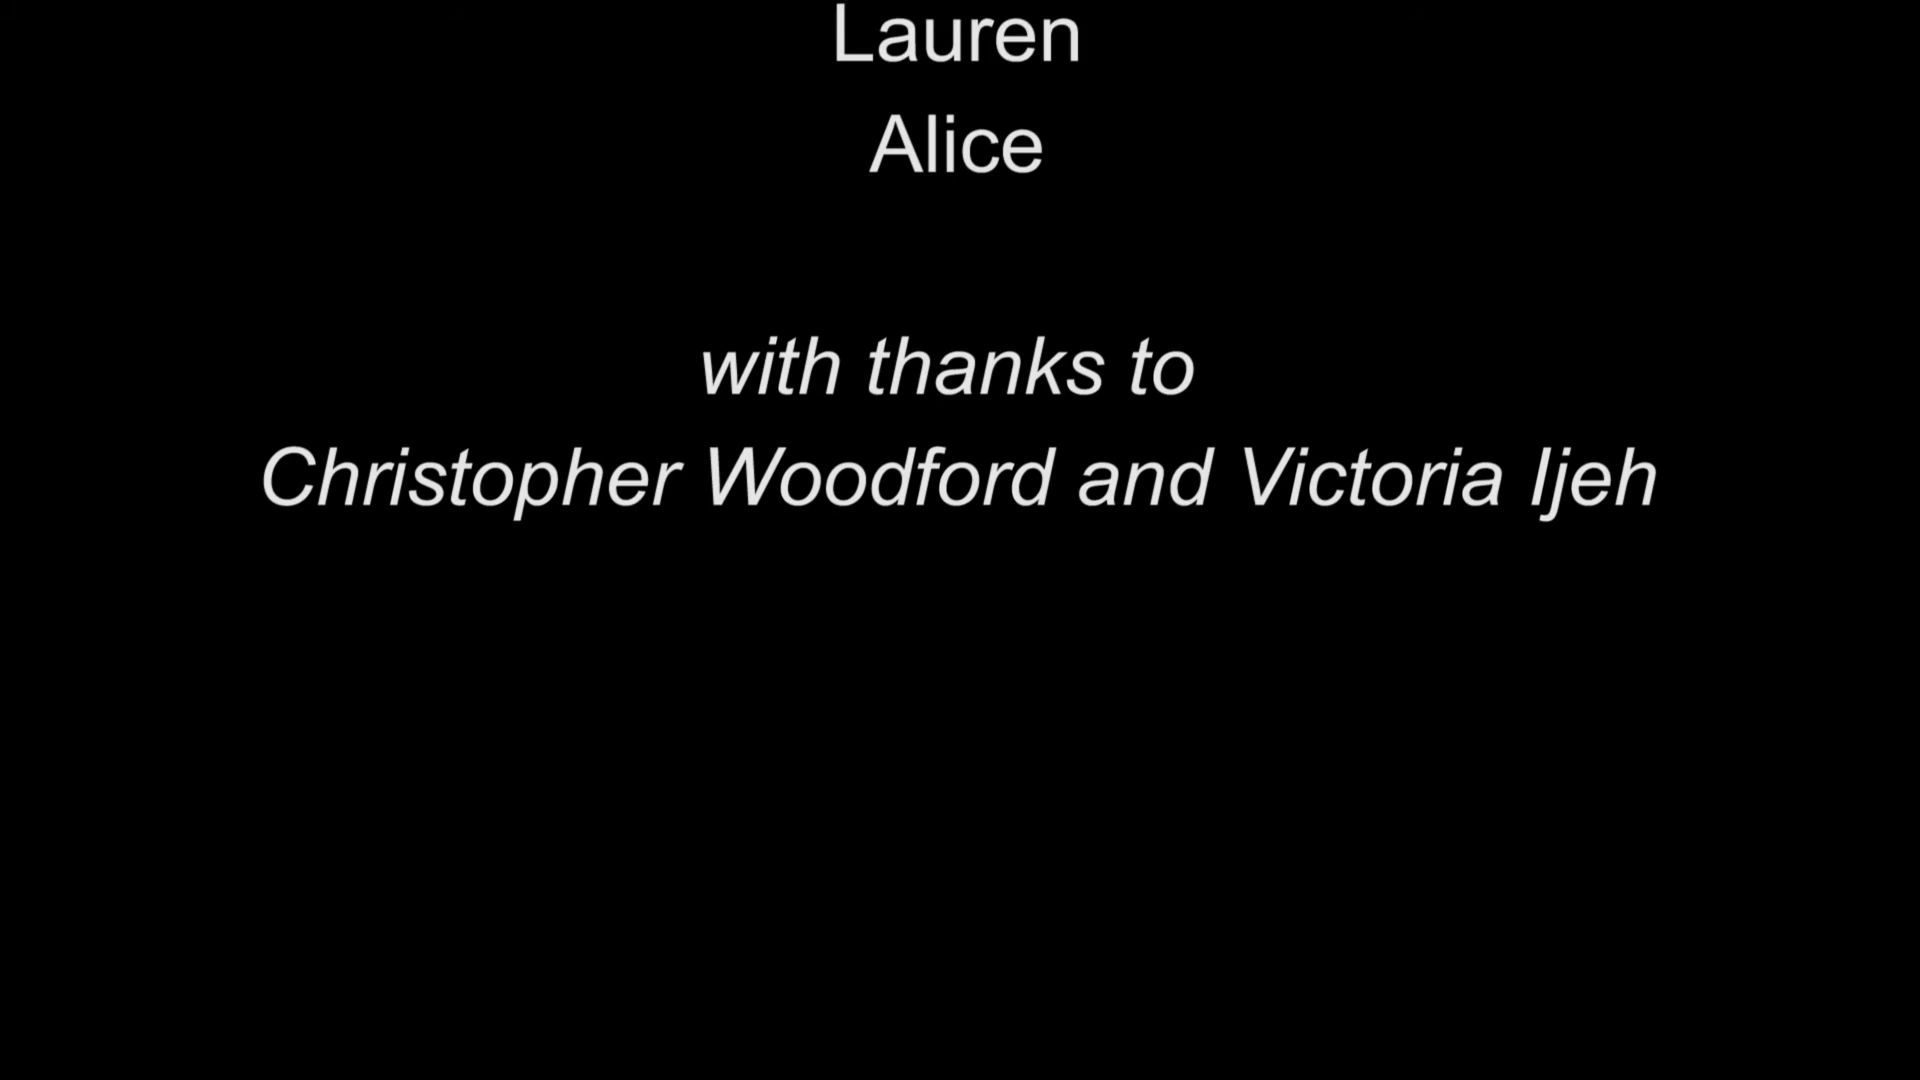 Lauren
Alice
with thanks to
Christopher Woodford and Victoria Ijeh